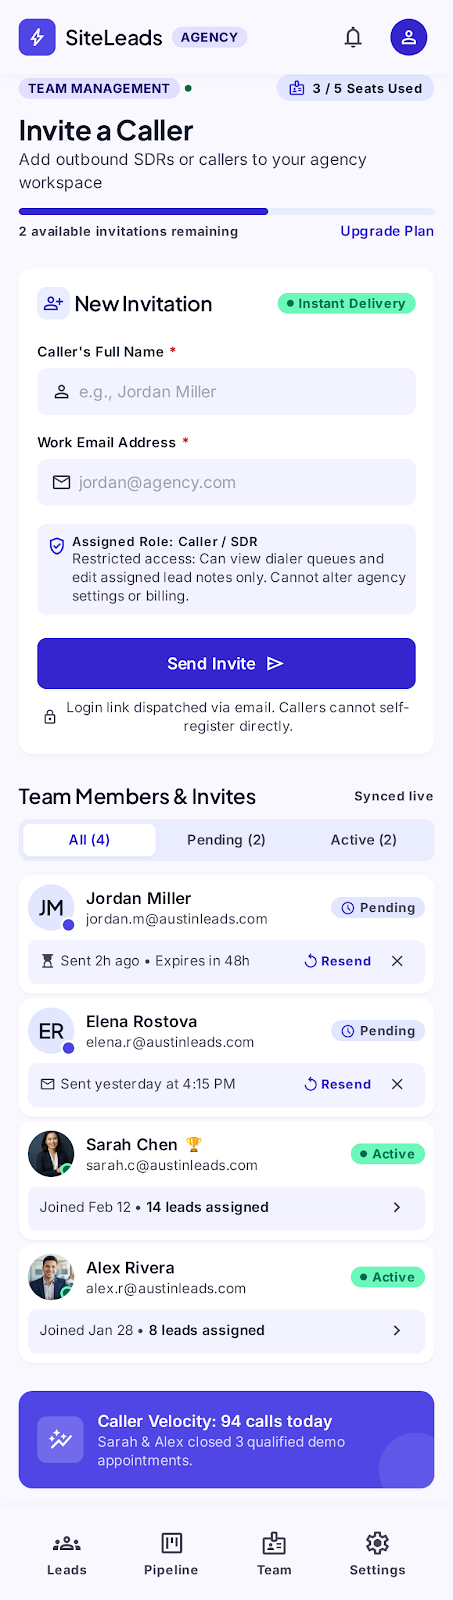 SiteLeads AGENCY
TEAM MANAGEMENT
3 / 5 Seats Used
Invite a Caller
Add outbound SDRs or callers to your agency
workspace
2 available invitations remaining
Upgrade Plan
New Invitation
Instant Delivery
Caller's Full Name *
e.g., Jordan Miller
Work Email Address *
jordan@agency.com
Assigned Role: Caller / SDR
Restricted access: Can view dialer queues and
edit assigned lead notes only. Cannot alter agency
settings or billing.
Send Invite
Login link dispatched via email. Callers cannot self-
register directly.
Team Members & Invites
Synced live
All (4)
Pending (2)
Active (2)
JM
Jordan Miller
jordan.m@austinleads.com
Pending
Sent 2h ago • Expires in 48h
Resend
ER
Elena Rostova
elena.r@austinleads.com
Pending
Sent yesterday at 4:15 PM
Resend
Sarah Chen 🏆
sarah.c@austinleads.com
Active
Joined Feb 12 • 14 leads assigned
Alex Rivera
alex.r@austinleads.com
Active
Joined Jan 28 • 8 leads assigned
Caller Velocity: 94 calls today
Sarah & Alex closed 3 qualified demo
appointments.
Leads
Pipeline
Team
Settings